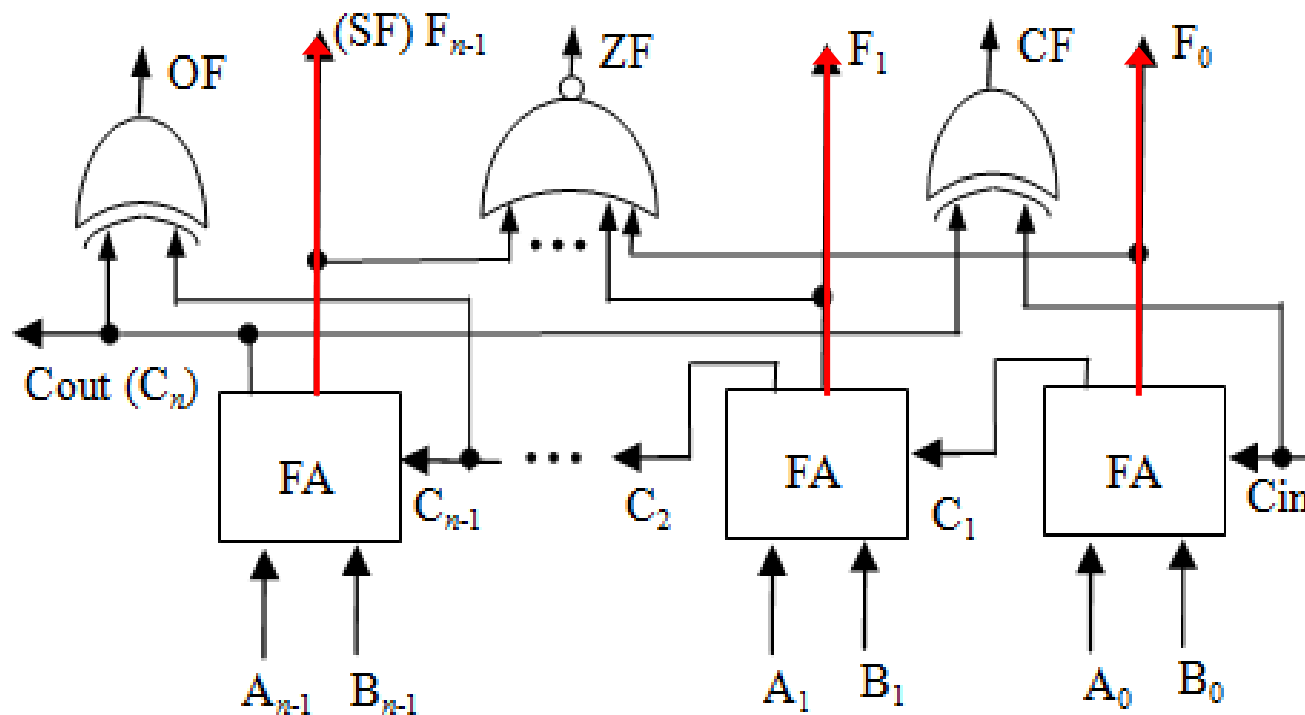 OF
(SF) Fn-1
ZF
F1
CF
F0
Cout (Cn)
FA
Cn-1
C2
FA
C1
FA
Cin
An-1
Bn-1
A1
B1
A0
B0